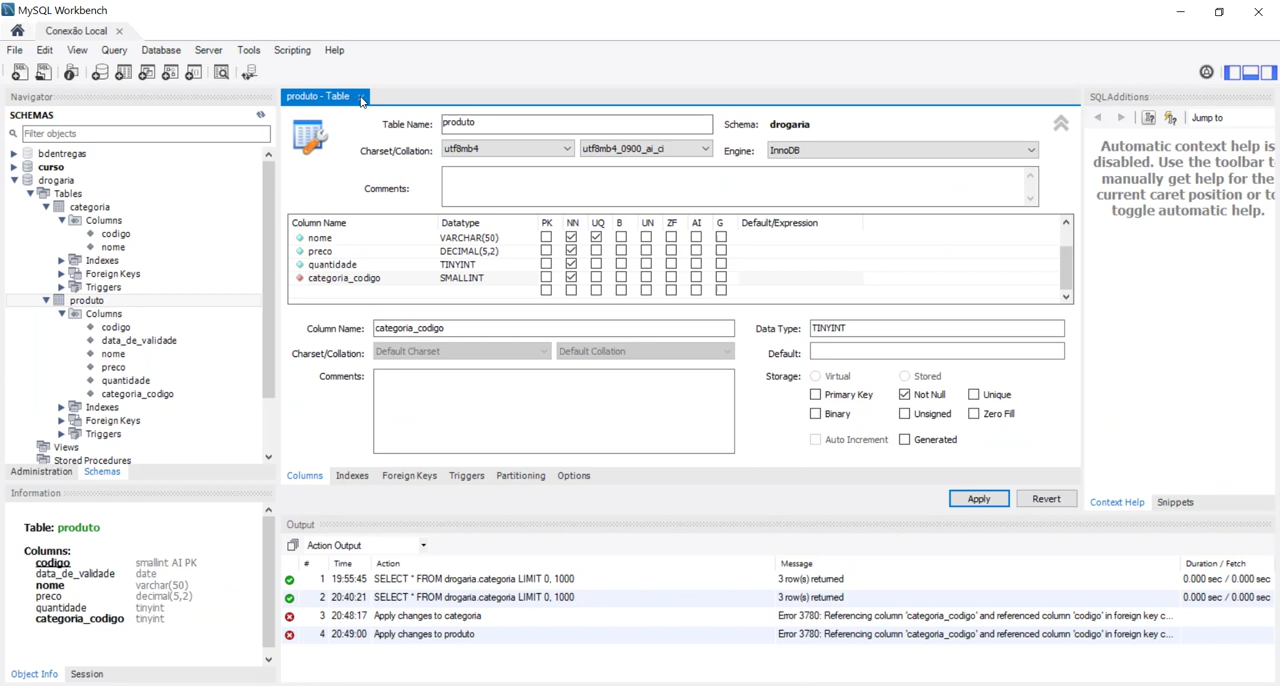 MySQL Workbench
Conexão Local
File Edit View Query Database Server Tools Scripting Help
Navigator
SCHEMAS
Filter objects
bdentregas
curso
drogaria
Tables
categoria
Columns
codigo
nome
Indexes
Foreign Keys
Triggers
produto
Columns
codigo
data_de_validade
nome
preco
quantidade
categoria_codigo
Indexes
Foreign Keys
Triggers
Views
Stored Procedures
Administration Schemas
Information
Table: produto
Columns:
codigo smallint AI PK
data_de_validade date
nome varchar(50)
preco decimal(5,2)
quantidade tinyint
categoria_codigo tinyint
Object Info Session
produto - Table
Table Name: produto Schema: drogaria
Charset/Collation: utf8mb4 utf8mb4_0900_ai_ci Engine: InnoDB
Comments:
Column Name Datatype PK NN UQ B UN ZF AI G Default/Expression
nome VARCHAR(50)
preco DECIMAL(5,2)
quantidade TINYINT
categoria_codigo SMALLINT
Column Name: categoria_codigo Data Type: TINYINT
Charset/Collation: Default Charset Default Collation Default:
Comments: Storage: Virtual Stored
Primary Key Not Null Unique
Binary Unsigned Zero Fill
Auto Increment Generated
Columns Indexes Foreign Keys Triggers Partitioning Options
Apply Revert
Output
Action Output
# Time Action Message Duration / Fetch
1 19:55:45 SELECT * FROM drogaria.categoria LIMIT 0, 1000 3 row(s) returned 0.000 sec / 0.000 sec
2 20:40:21 SELECT * FROM drogaria.categoria LIMIT 0, 1000 3 row(s) returned 0.000 sec / 0.000 sec
3 20:48:17 Apply changes to categoria Error 3780: Referencing column 'categoria_codigo' and referenced column 'codigo' in foreign key c...
4 20:49:00 Apply changes to produto Error 3780: Referencing column 'categoria_codigo' and referenced column 'codigo' in foreign key c...
SQLAdditions
Jump to
Automatic context help is
disabled. Use the toolbar t
manually get help for the
current caret position or to
toggle automatic help.
Context Help Snippets